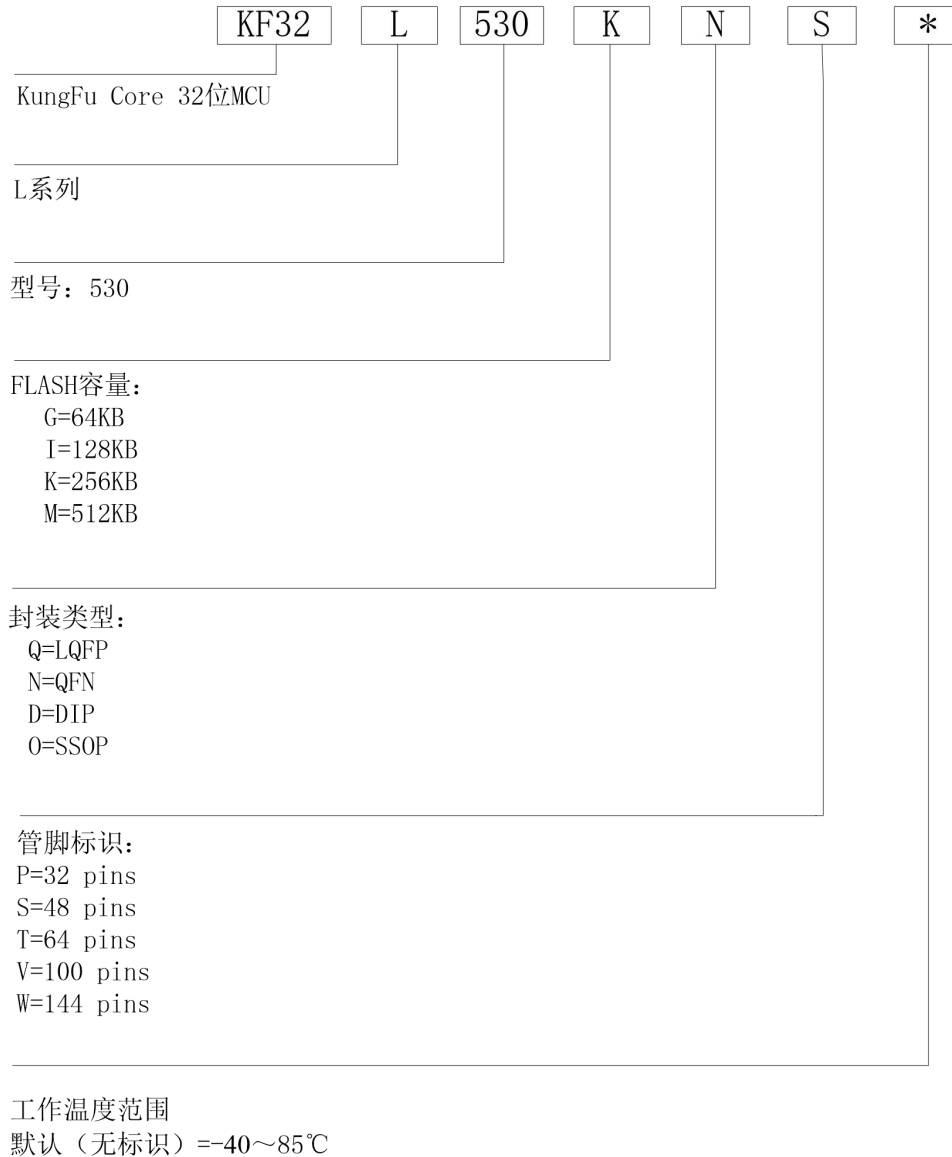 KF32 L 530 K N S *
KungFu Core 32位MCU
L系列
型号：530
FLASH容量：
G=64KB
I=128KB
K=256KB
M=512KB
封装类型：
Q=LQFP
N=QFN
D=DIP
O=SSOP
管脚标识：
P=32 pins
S=48 pins
T=64 pins
V=100 pins
W=144 pins
工作温度范围
默认（无标识）=-40～85℃